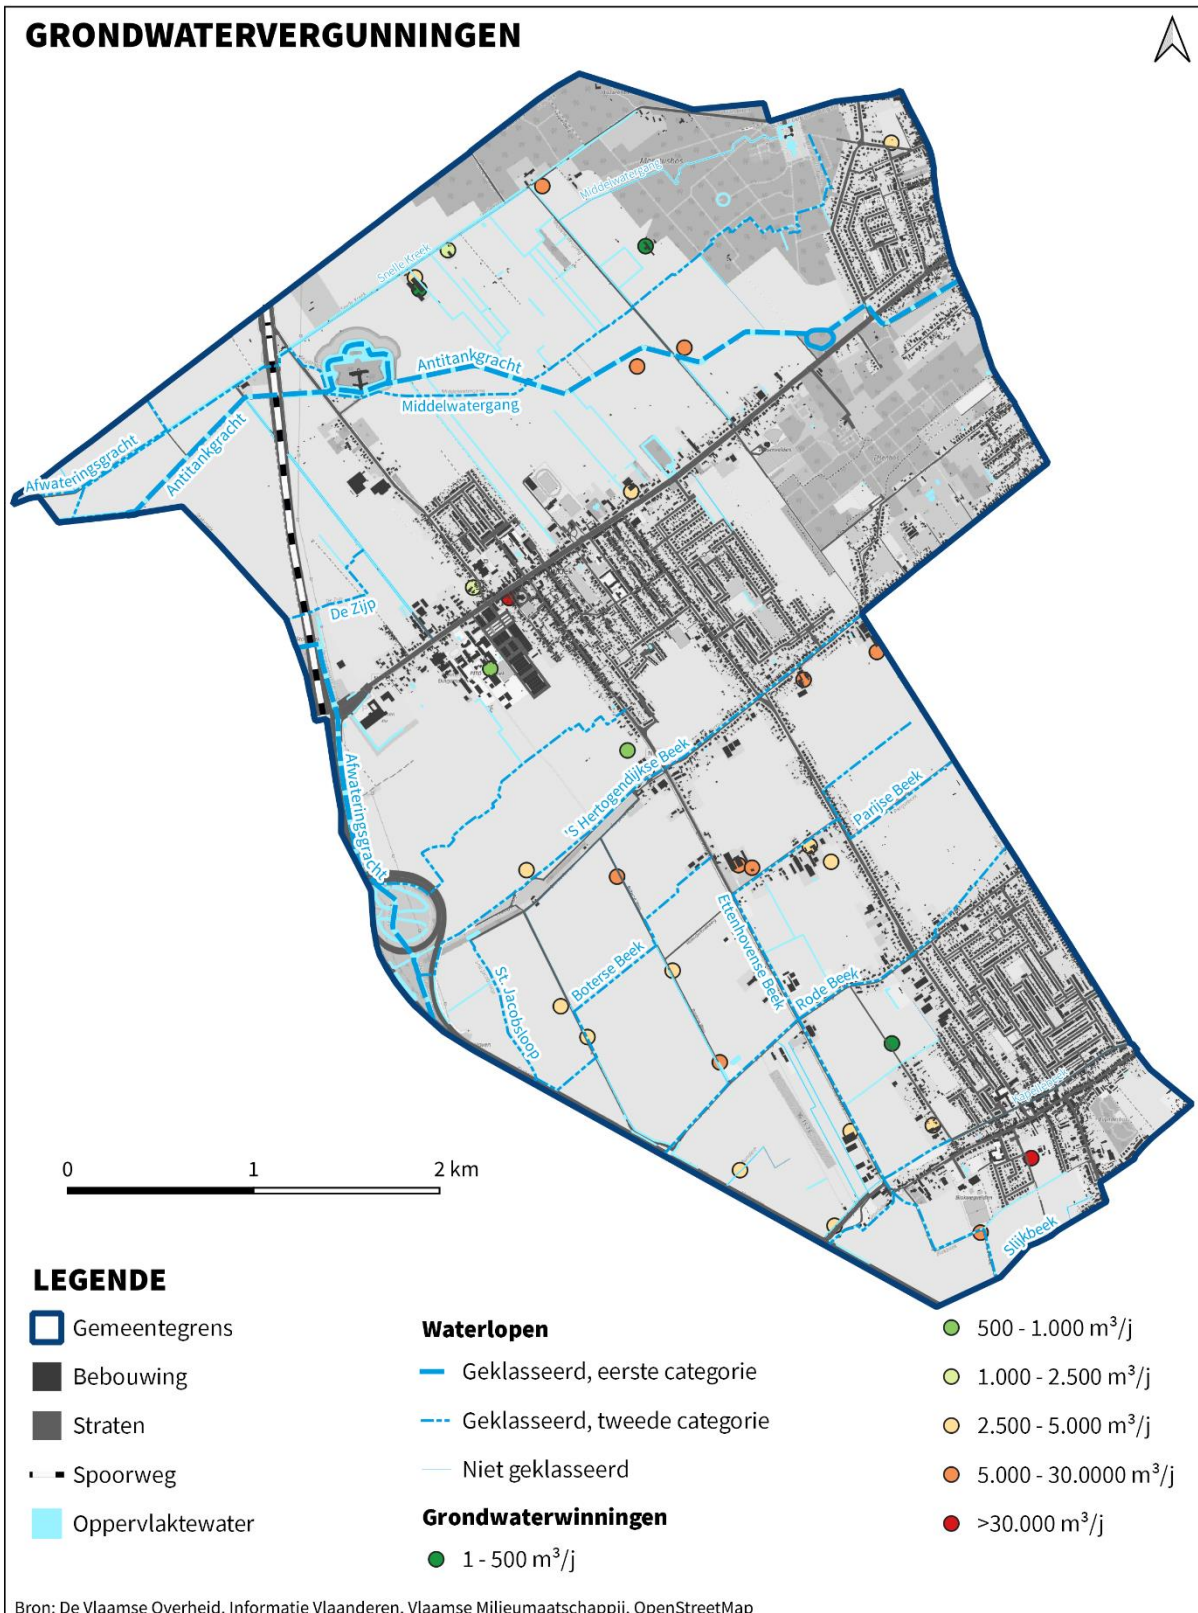 GRONDWATERVERGUNNINGEN
Middelwatergang
Snelle Kreek
Antitankgracht
Middelwatergang
Afwateringsgracht
Antitankgracht
De Zijp
Afwateringsgracht
'S Hertogendijkse Beek
Parijse Beek
Ettenhovense Beek
Boterse Beek
St. Jacobsloop
Rode Beek
Slijkbeek
0 1 2 km
LEGENDE
Gemeentegrens
Bebouwing
Straten
Spoorweg
Oppervlaktewater
Waterlopen
Geklasseerd, eerste categorie
Geklasseerd, tweede categorie
Niet geklasseerd
Grondwaterwinningen
1 - 500 m³/j
500 - 1.000 m³/j
1.000 - 2.500 m³/j
2.500 - 5.000 m³/j
5.000 - 30.0000 m³/j
>30.000 m³/j
Bron: De Vlaamse Overheid, Informatie Vlaanderen, Vlaamse Milieumaatschappij, OpenStreetMap